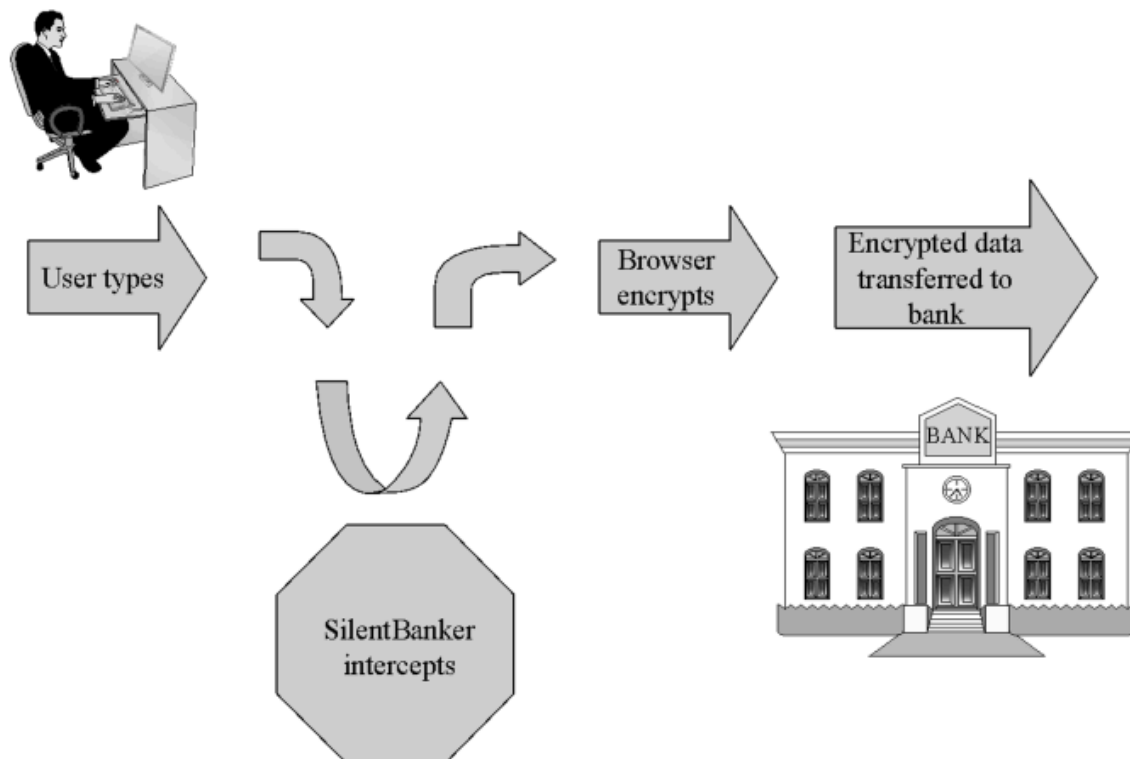 User types
Browser
encrypts
Encrypted data
transferred to
bank
BANK
SilentBanker
intercepts